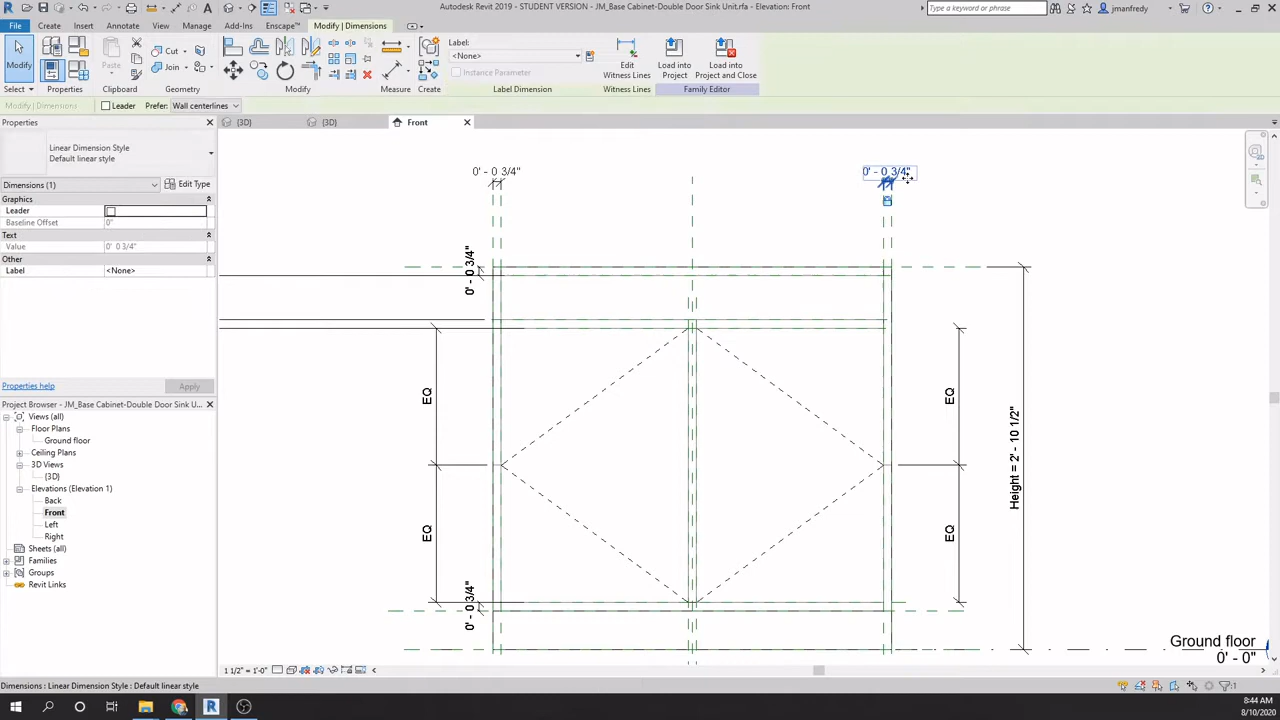 Autodesk Revit 2019 - STUDENT VERSION - JM_Base Cabinet-Double Door Sink Unit.rfa - Elevation: Front
Type a keyword or phrase
jmanfredy
File Create Insert Annotate View Manage Add-Ins Enscape™ Modify | Dimensions
Modify
Paste
Cut
Join
Label:
<None>
Instance Parameter
Edit
Witness Lines
Load into
Project
Load into
Project and Close
Select Properties Clipboard Geometry Modify Measure Create Label Dimension Witness Lines Family Editor
Modify | Dimensions Leader Prefer: Wall centerlines
Properties
{3D} {3D} Front
Linear Dimension Style
Default linear style
Dimensions (1) Edit Type
Graphics
Leader
Baseline Offset 0"
Text
Value 0' 0 3/4"
Other
Label <None>
Properties help Apply
Project Browser - JM_Base Cabinet-Double Door Sink U...
Views (all)
Floor Plans
Ground floor
Ceiling Plans
3D Views
{3D}
Elevations (Elevation 1)
Back
Front
Left
Right
Sheets (all)
Families
Groups
Revit Links
0' - 0 3/4"
0' - 0 3/4"
0' - 0 3/4"
EQ
EQ
EQ
EQ
Height = 2' - 10 1/2"
0' - 0 3/4"
Ground floor
0' - 0"
1 1/2" = 1'-0"
Dimensions : Linear Dimension Style : Default linear style
:1
8:44 AM
8/10/2020